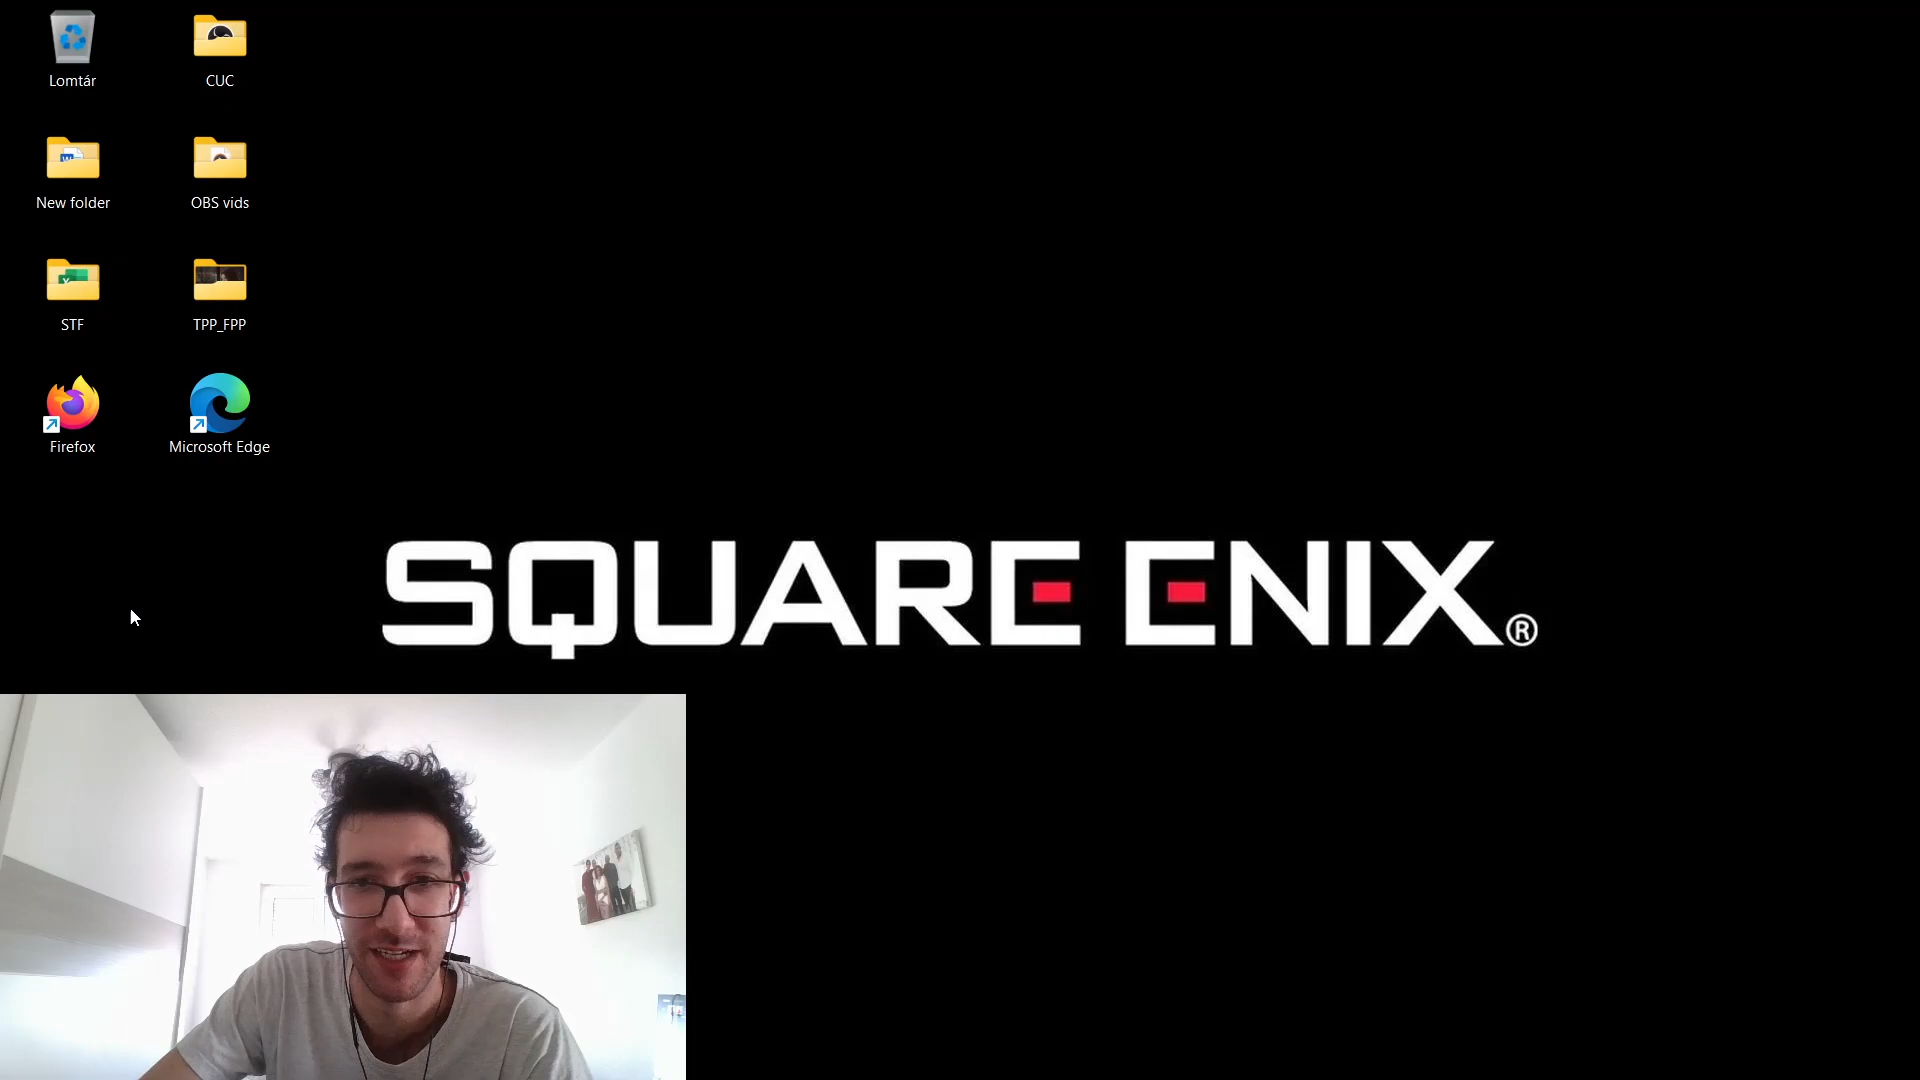 Lomtár
CUC
New folder
OBS vids
STF
TPP_FPP
Firefox
Microsoft Edge
SQUARE ENIX®